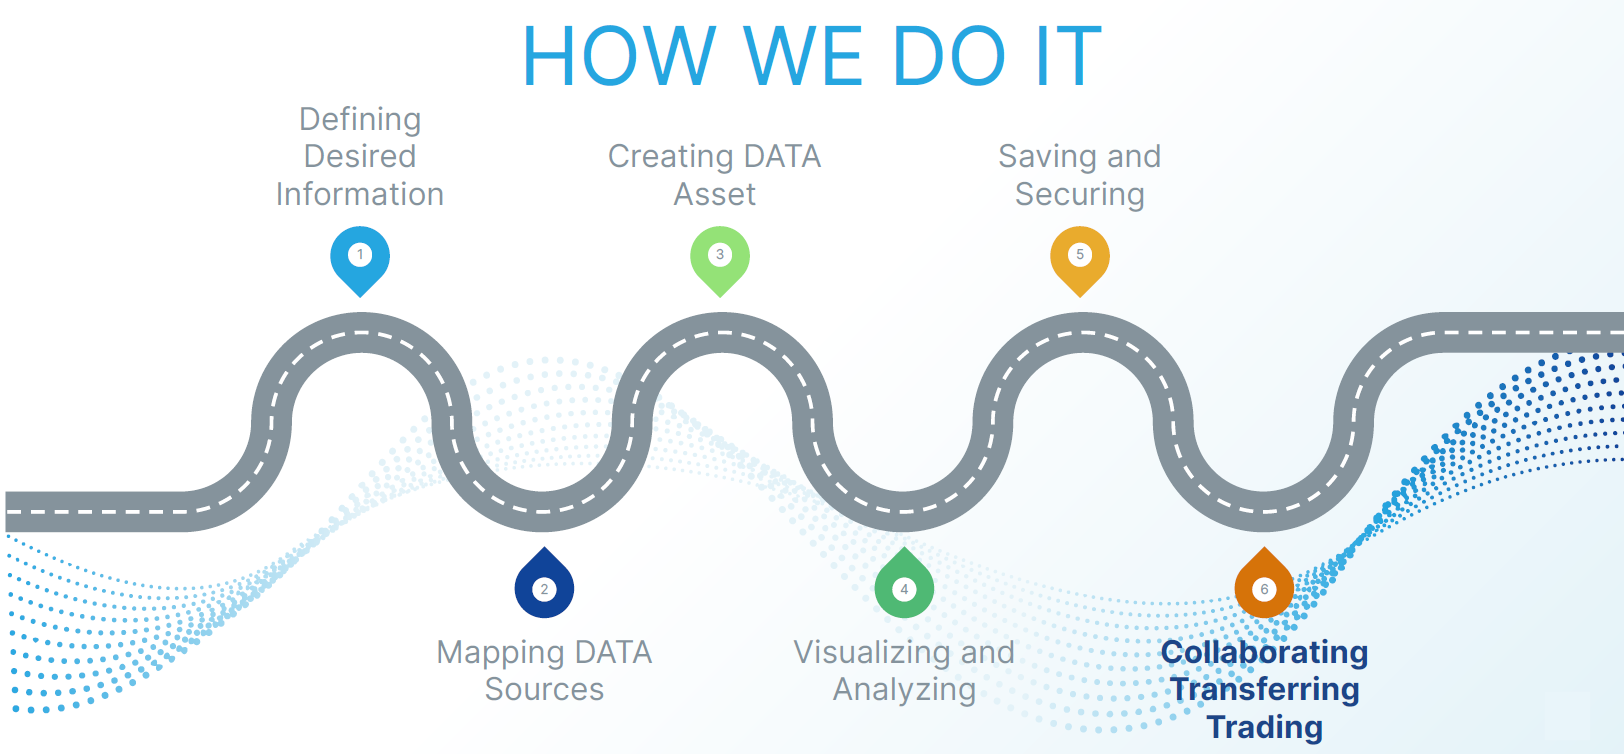 HOW WE DO IT
Defining
Desired
Information
1
Mapping DATA
Sources
2
Creating DATA
Asset
3
Visualizing and
Analyzing
4
Saving and
Securing
5
Collaborating
Transferring
Trading
6